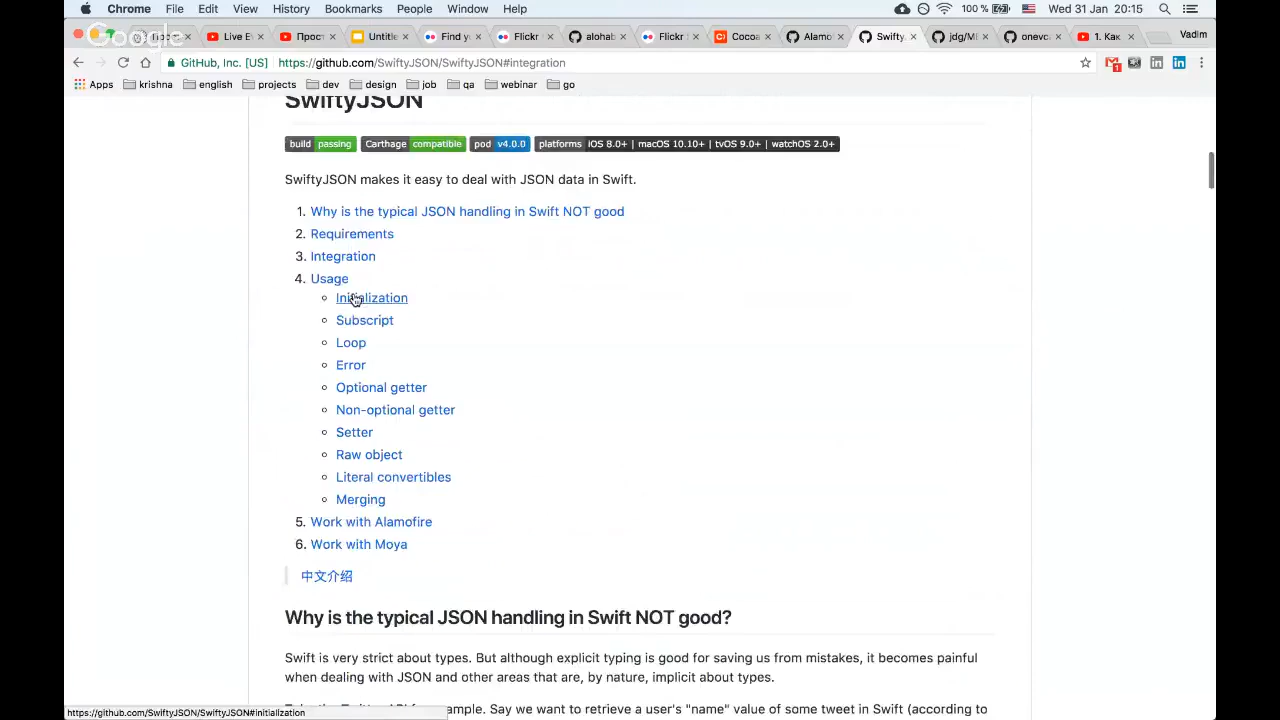 Chrome File Edit View History Bookmarks People Window Help 100 % Wed 31 Jan 20:15
Google
Live E
Прост
Untitle
Find y
Flickr
alohab
Flickr
Cocoa
Alamo
Swifty.
jdg/M
onevc
1. Как
Vadim
GitHub, Inc. [US] https://github.com/SwiftyJSON/SwiftyJSON#integration
Apps krishna english projects dev design job qa webinar go
SwiftyJSON
build passing Carthage compatible pod v4.0.0 platforms iOS 8.0+ | macOS 10.10+ | tvOS 9.0+ | watchOS 2.0+
SwiftyJSON makes it easy to deal with JSON data in Swift.
1. Why is the typical JSON handling in Swift NOT good
2. Requirements
3. Integration
4. Usage
Initialization
Subscript
Loop
Error
Optional getter
Non-optional getter
Setter
Raw object
Literal convertibles
Merging
5. Work with Alamofire
6. Work with Moya
中文介绍
Why is the typical JSON handling in Swift NOT good?
Swift is very strict about types. But although explicit typing is good for saving us from mistakes, it becomes painful
when dealing with JSON and other areas that are, by nature, implicit about types.
example. Say we want to retrieve a user's "name" value of some tweet in Swift (according to
https://github.com/SwiftyJSON/SwiftyJSON#initialization